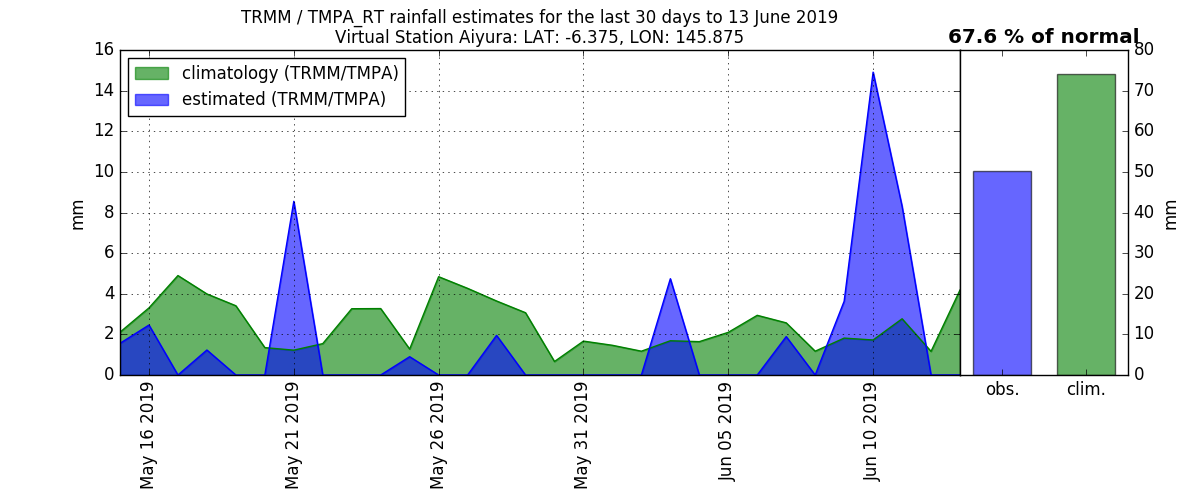 TRMM / TMPA_RT rainfall estimates for the last 30 days to 13 June 2019
Virtual Station Aiyura: LAT: -6.375, LON: 145.875
67.6 % of normal
climatology (TRMM/TMPA)
estimated (TRMM/TMPA)
mm
16
14
12
10
8
6
4
2
0
May 16 2019
May 21 2019
May 26 2019
May 31 2019
Jun 05 2019
Jun 10 2019
obs.
clim.
80
70
60
50
40
30
20
10
0
mm